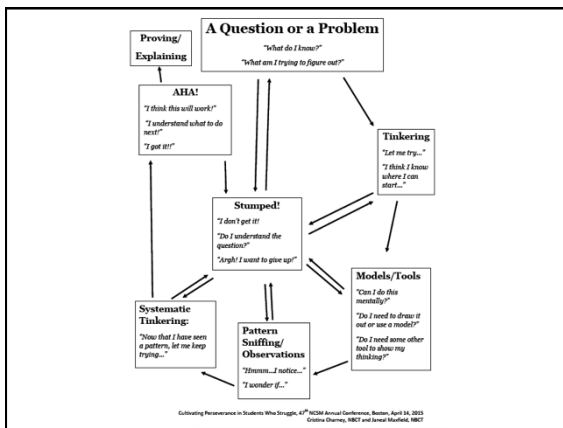 A Question or a Problem
"What do I know?"
"What am I trying to figure out?"
Proving/
Explaining
AHA!
"I think this will work!"
"I understand what to do
next!"
"I got it!!"
Tinkering
"Let me try..."
"I think I know
where I can
start..."
Stumped!
"I don't get it!
"Do I understand the
question?"
"Argh! I want to give up!"
Models/Tools
"Can I do this
mentally?"
"Do I need to draw it
out or use a model?"
"Do I need some other
tool to show my
thinking?"
Systematic
Tinkering:
"Now that I have seen
a pattern, let me keep
trying..."
Pattern
Sniffing/
Observations
"Hmmm...I notice..."
"I wonder if..."
Cultivating Perseverance in Students Who Struggle, 47th NCSM Annual Conference, Boston, April 14, 2015
Cristina Charney, NBCT and Janeal Maxfield, NBCT